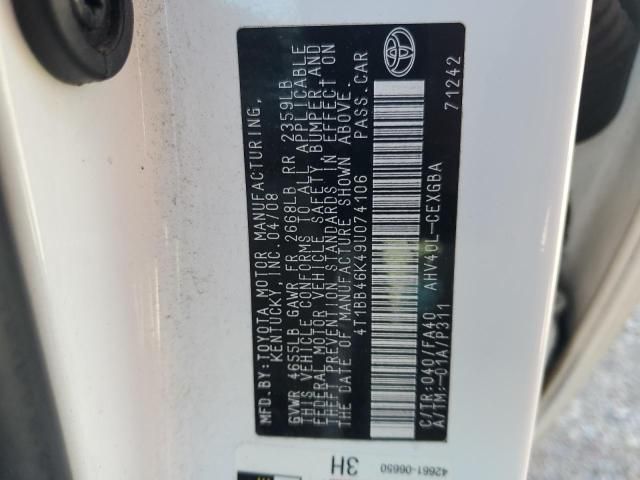 MFD.BY:TOYOTA MOTOR MANUFACTURING,
KENTUCKY, INC. 04/08
GVWR 4655LB GAWR FR 2668LB RR 2359LB
THIS VEHICLE CONFORMS TO ALL APPLICABLE
FEDERAL MOTOR VEHICLE SAFETY, BUMPER AND
THEFT PREVENTION STANDARDS IN EFFECT ON
THE DATE OF MANUFACTURE SHOWN ABOVE.
4T1BB46K49U074106 PASS.CAR
C/TR:040/FA40 AHV40L-CEXGBA
A/TM:-01A/P311 71242
3H
42661-06650